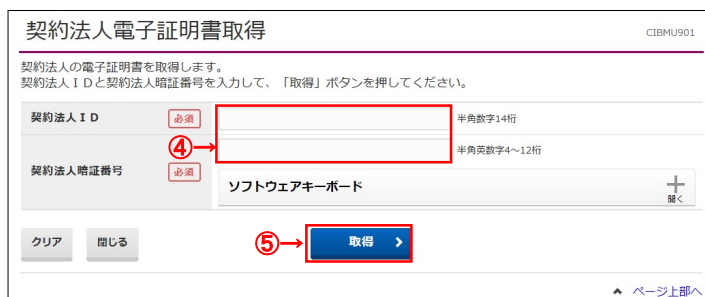 契約法人電子証明書取得
CIBMU901
契約法人の電子証明書を取得します。
契約法人ＩＤと契約法人暗証番号を入力して、「取得」ボタンを押してください。
契約法人ＩＤ 必須 半角数字14桁
④
半角英数字4～12桁
契約法人暗証番号 必須
ソフトウェアキーボード 開く
クリア 閉じる ⑤ 取得
ページ上部へ